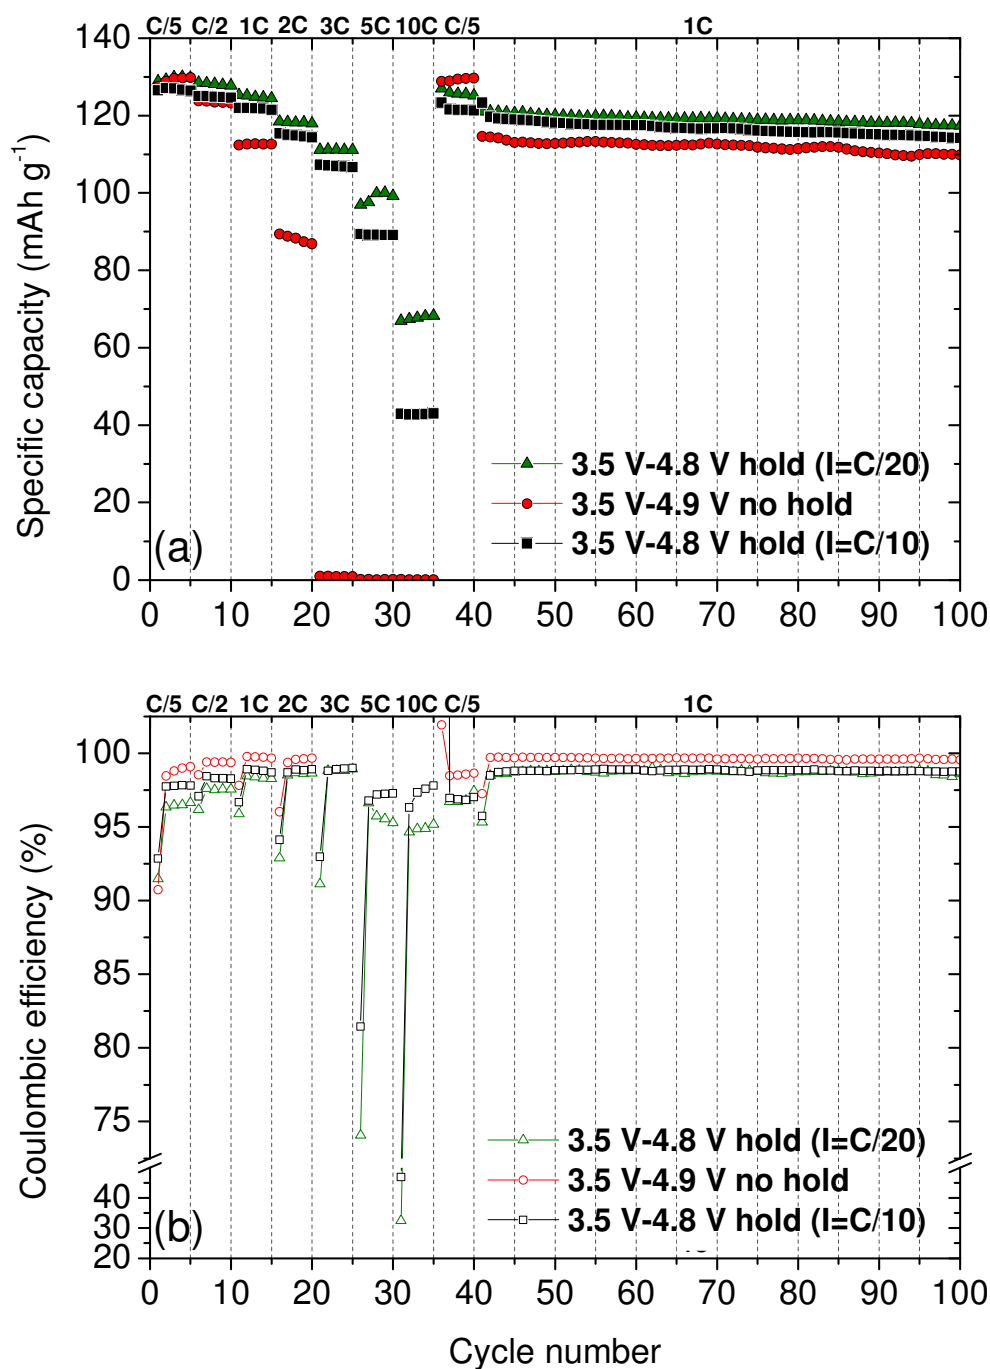 C/5 C/2 1C 2C 3C 5C 10C C/5 1C
140
120
100
80
60
40
20
0
Specific capacity (mAh g⁻¹)
3.5 V-4.8 V hold (I=C/20)
3.5 V-4.9 V no hold
3.5 V-4.8 V hold (I=C/10)
(a)
0 10 20 30 40 50 60 70 80 90 100
C/5 C/2 1C 2C 3C 5C 10C C/5 1C
100
95
90
85
80
75
40
30
20
Coulombic efficiency (%)
3.5 V-4.8 V hold (I=C/20)
3.5 V-4.9 V no hold
3.5 V-4.8 V hold (I=C/10)
(b)
0 10 20 30 40 50 60 70 80 90 100
Cycle number